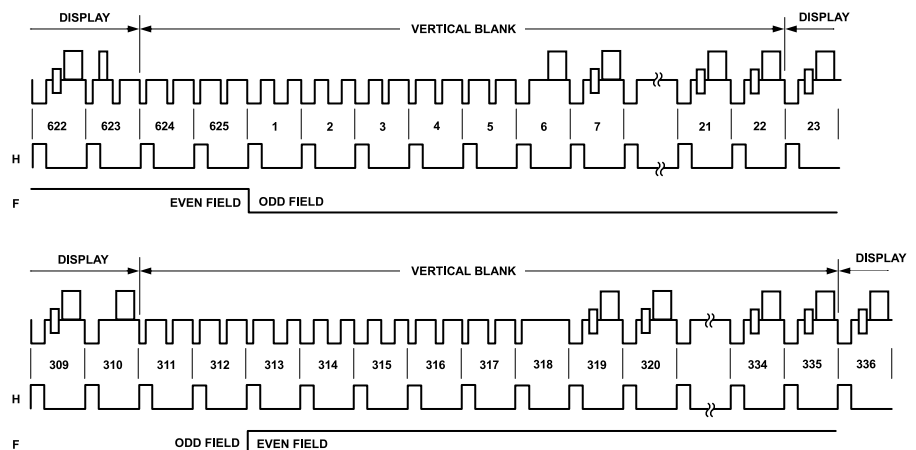 DISPLAY VERTICAL BLANK DISPLAY
622 623 624 625 1 2 3 4 5 6 7 21 22 23
H
F EVEN FIELD ODD FIELD
DISPLAY VERTICAL BLANK DISPLAY
309 310 311 312 313 314 315 316 317 318 319 320 334 335 336
H
F ODD FIELD EVEN FIELD